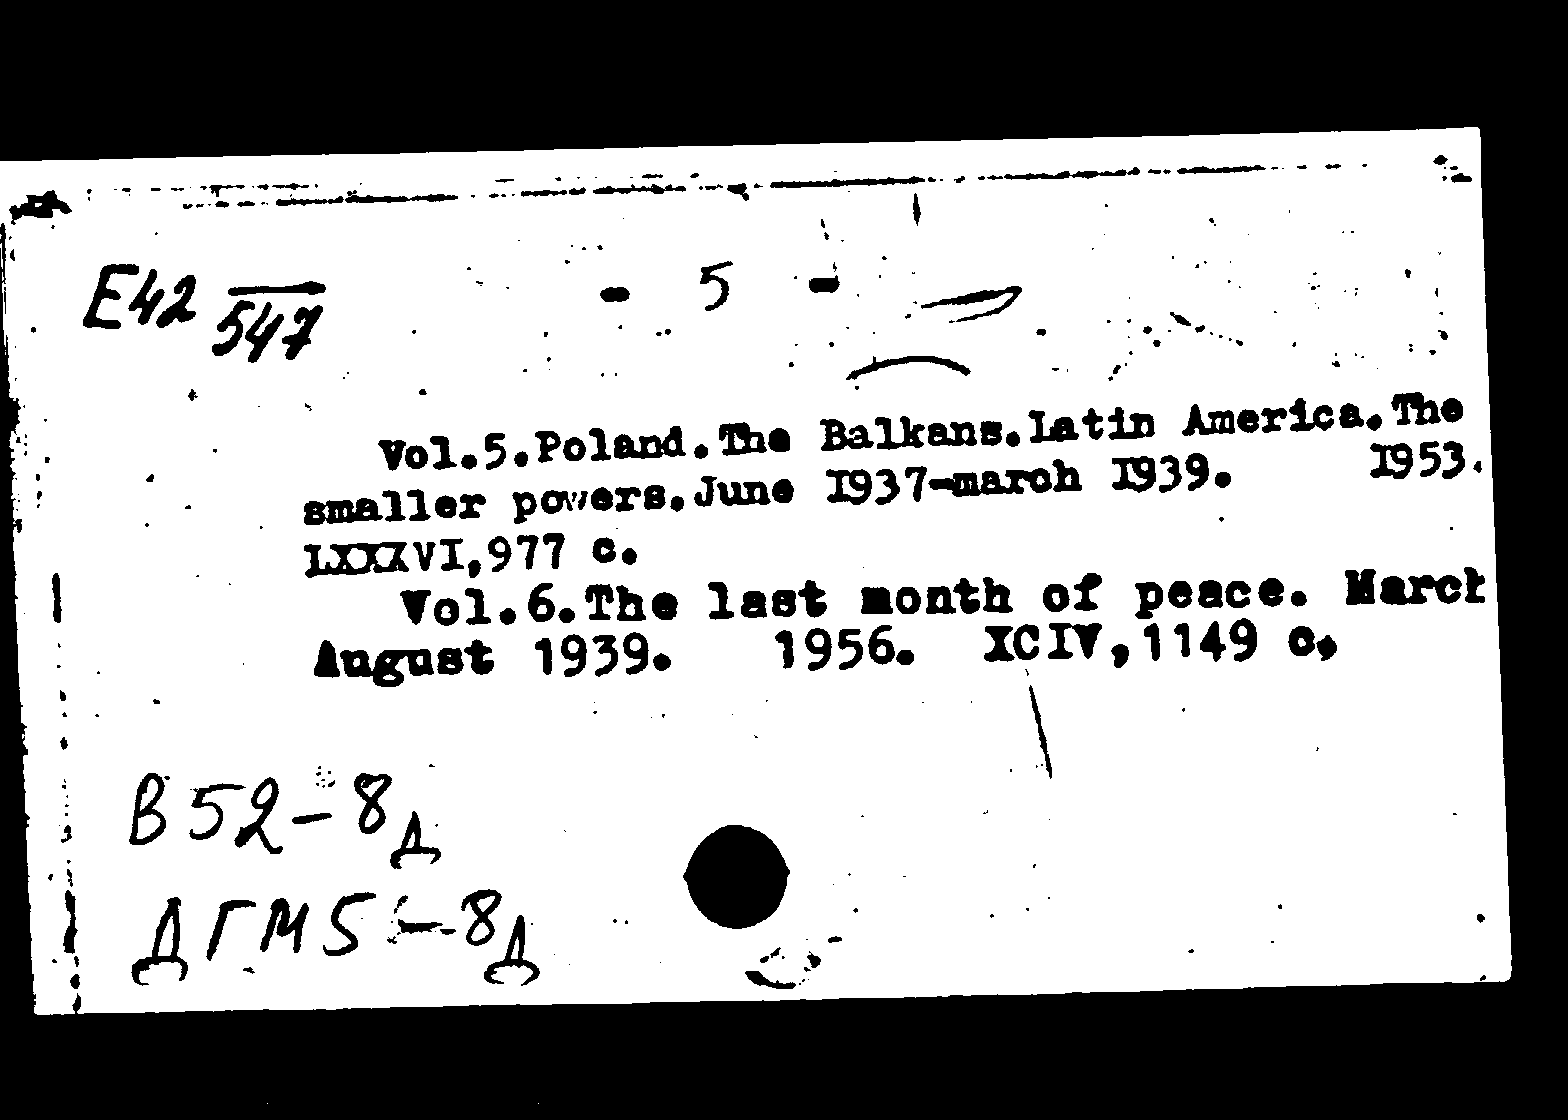 E42 547
- 5 -
Vol.5.Poland.The Balkans.Latin America.The
smaller powers.June I937-march I939. I953.
LXXXVI,977 c.
Vol.6.The last month of peace. March
August 1939. 1956. XCIV,1149 c.
В52-8д
ДГМ5-8д